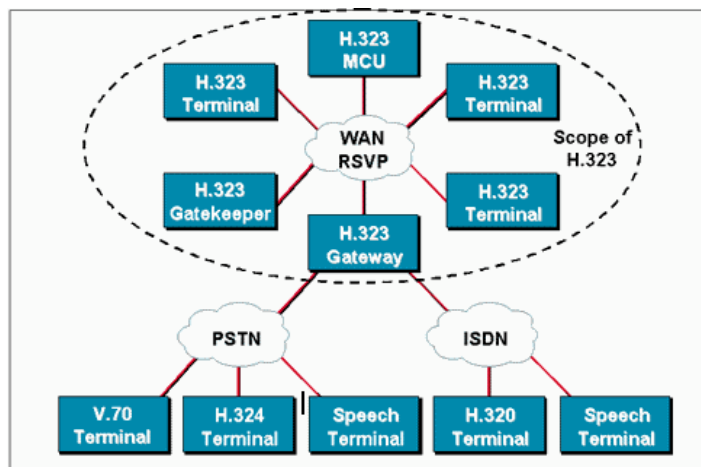 H.323
MCU
H.323
Terminal
H.323
Terminal
WAN
RSVP
Scope of
H.323
H.323
Gatekeeper
H.323
Terminal
H.323
Gateway
PSTN
ISDN
V.70
Terminal
H.324
Terminal
Speech
Terminal
H.320
Terminal
Speech
Terminal